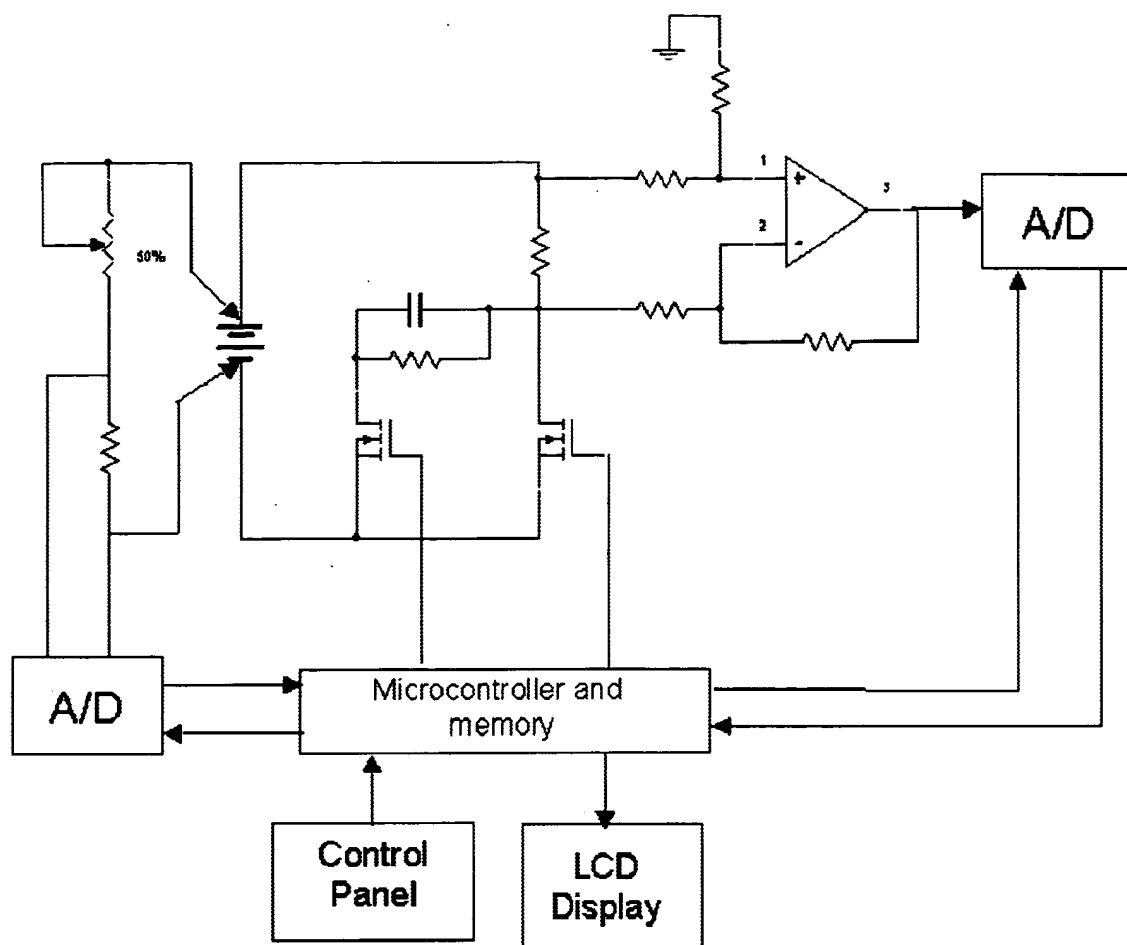 1
+
3
2
-
A/D
50%
A/D
Microcontroller and
memory
Control
Panel
LCD
Display